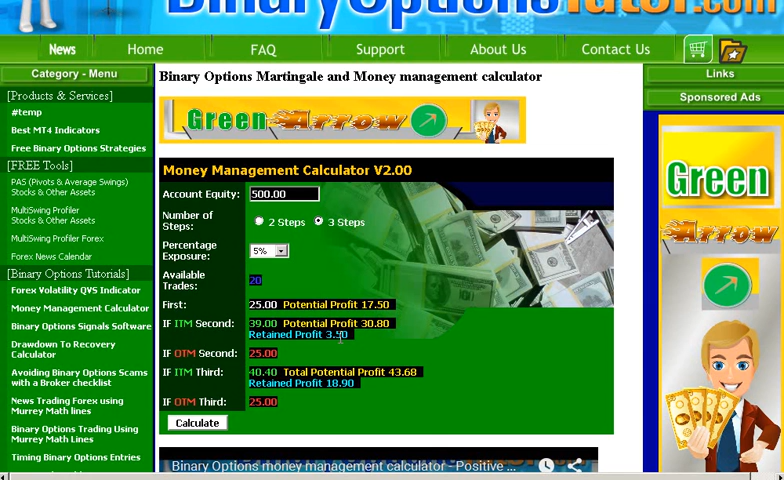 BinaryOptionsTutor.com
News
Home
FAQ
Support
About Us
Contact Us
Category - Menu
[Products & Services]
#temp
Best MT4 Indicators
Free Binary Options Strategies
[FREE Tools]
PAS (Pivots & Average Swings)
Stocks & Other Assets
MultiSwing Profiler
Stocks & Other Assets
MultiSwing Profiler Forex
Forex News Calendar
[Binary Options Tutorials]
Forex Volatility QVS Indicator
Money Management Calculator
Binary Options Signals Software
Drawdown To Recovery
Calculator
Avoiding Binary Options Scams
with a Broker checklist
News Trading Forex using
Murrey Math lines
Binary Options Trading Using
Murrey Math Lines
Timing Binary Options Entries
Binary Options Martingale and Money management calculator
Green Arrow
Money Management Calculator V2.00
Account Equity: 500.00
Number of
Steps: 2 Steps 3 Steps
Percentage
Exposure: 5%
Available
Trades: 20
First: 25.00 Potential Profit 17.50
IF ITM Second: 39.00 Potential Profit 30.80
Retained Profit 3.50
IF OTM Second: 25.00
IF ITM Third: 40.40 Total Potential Profit 43.68
Retained Profit 18.90
IF OTM Third: 25.00
Calculate
Binary Options money management calculator - Positive ...
Links
Sponsored Ads
Green
Arrow